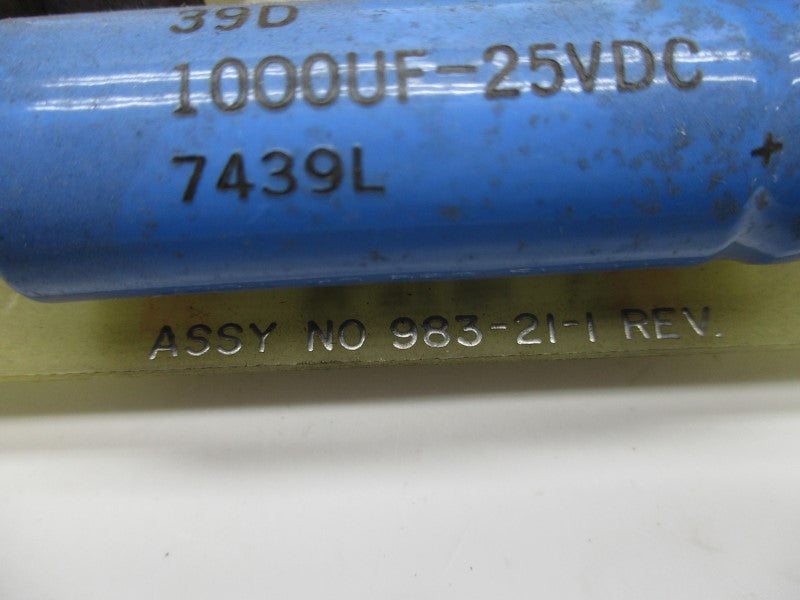 39D
1000UF-25VDC
7439L
+
ASSY NO 983-21-1 REV.